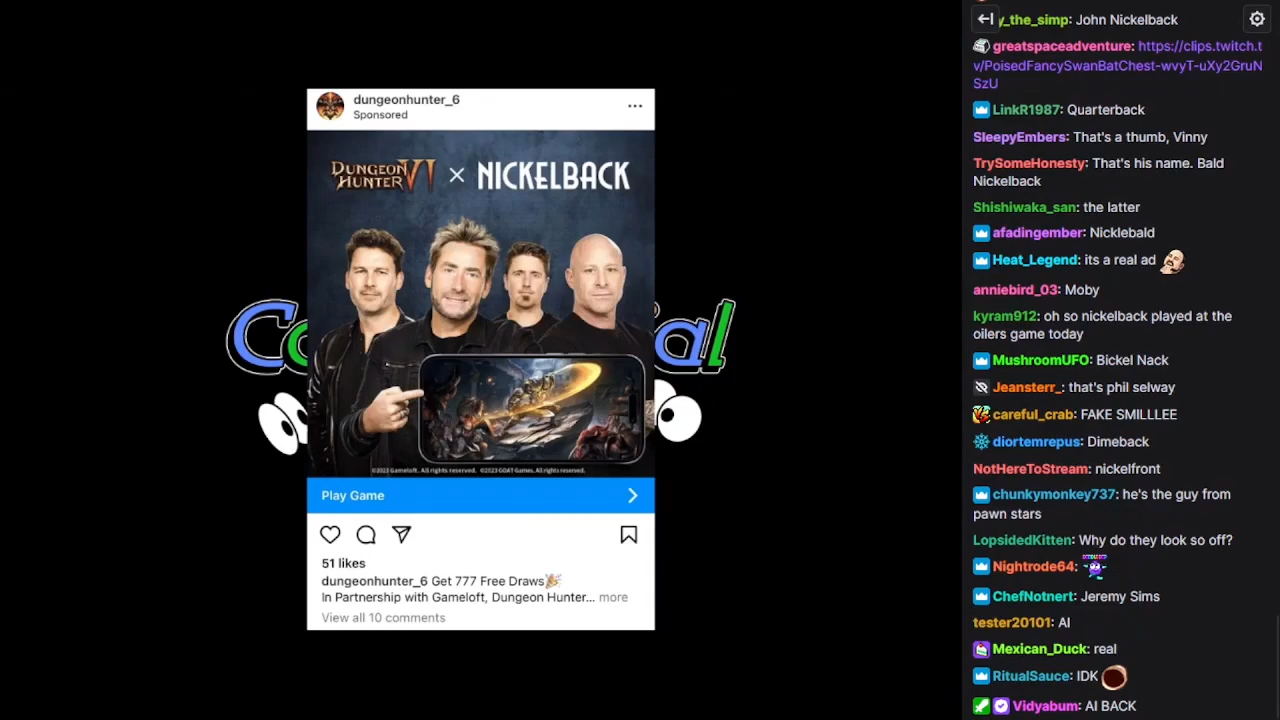 dungeonhunter_6
Sponsored
DUNGEON HUNTER VI × NICKELBACK
Co
al
©2023 Gameloft. All rights reserved. ©2023 GOAT Games. All rights reserved.
Play Game
51 likes
dungeonhunter_6 Get 777 Free Draws
In Partnership with Gameloft, Dungeon Hunter... more
View all 10 comments
y_the_simp: John Nickelback
greatspaceadventure: https://clips.twitch.t
v/PoisedFancySwanBatChest-wvyT-uXy2GruN
SzU
LinkR1987: Quarterback
SleepyEmbers: That's a thumb, Vinny
TrySomeHonesty: That's his name. Bald
Nickelback
Shishiwaka_san: the latter
afadingember: Nicklebald
Heat_Legend: its a real ad
anniebird_03: Moby
kyram912: oh so nickelback played at the
oilers game today
MushroomUFO: Bickel Nack
Jeansterr_: that's phil selway
careful_crab: FAKE SMILLLEE
diortemrepus: Dimeback
NotHereToStream: nickelfront
chunkymonkey737: he's the guy from
pawn stars
LopsidedKitten: Why do they look so off?
Nightrode64:
ChefNotnert: Jeremy Sims
tester20101: AI
Mexican_Duck: real
RitualSauce: IDK
Vidyabum: AI BACK